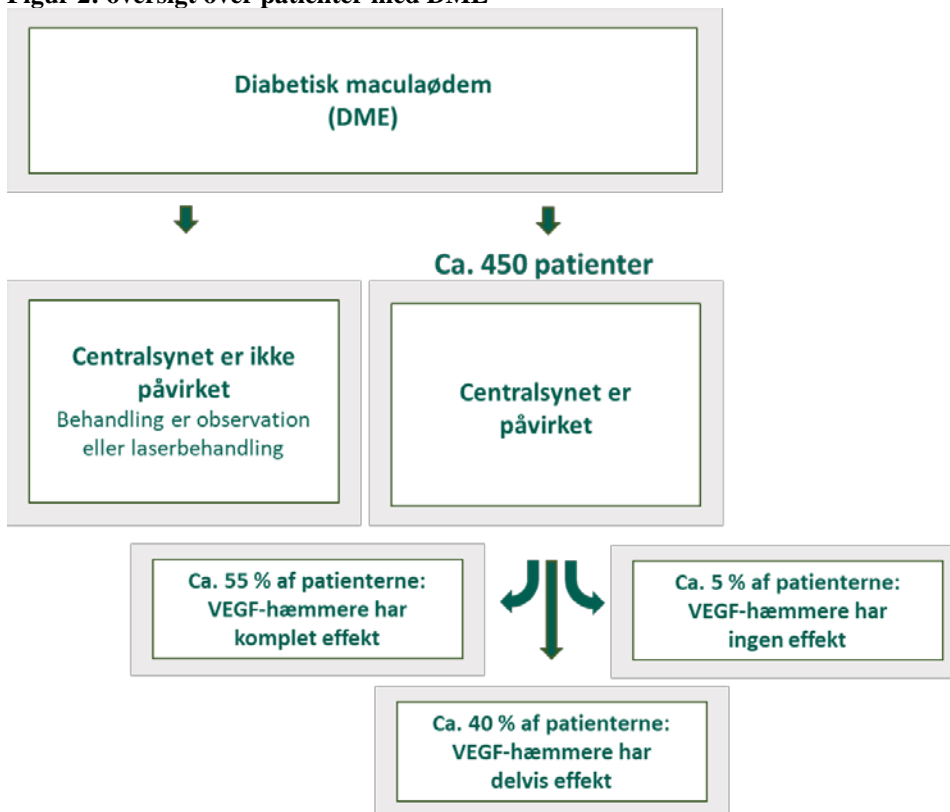 Figur 2: oversigt over patienter med DME
Diabetisk maculaødem
(DME)
Ca. 450 patienter
Centralsynet er ikke
påvirket
Behandling er observation
eller laserbehandling
Centralsynet er
påvirket
Ca. 55 % af patienterne:
VEGF-hæmmere har
komplet effekt
Ca. 5 % af patienterne:
VEGF-hæmmere har
ingen effekt
Ca. 40 % af patienterne:
VEGF-hæmmere har
delvis effekt